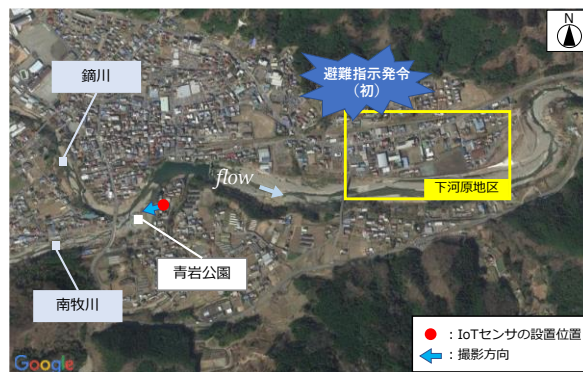 N
避難指示発令
（初）
鏑川
flow
下河原地区
青岩公園
南牧川
：IoTセンサの設置位置
：撮影方向
Google